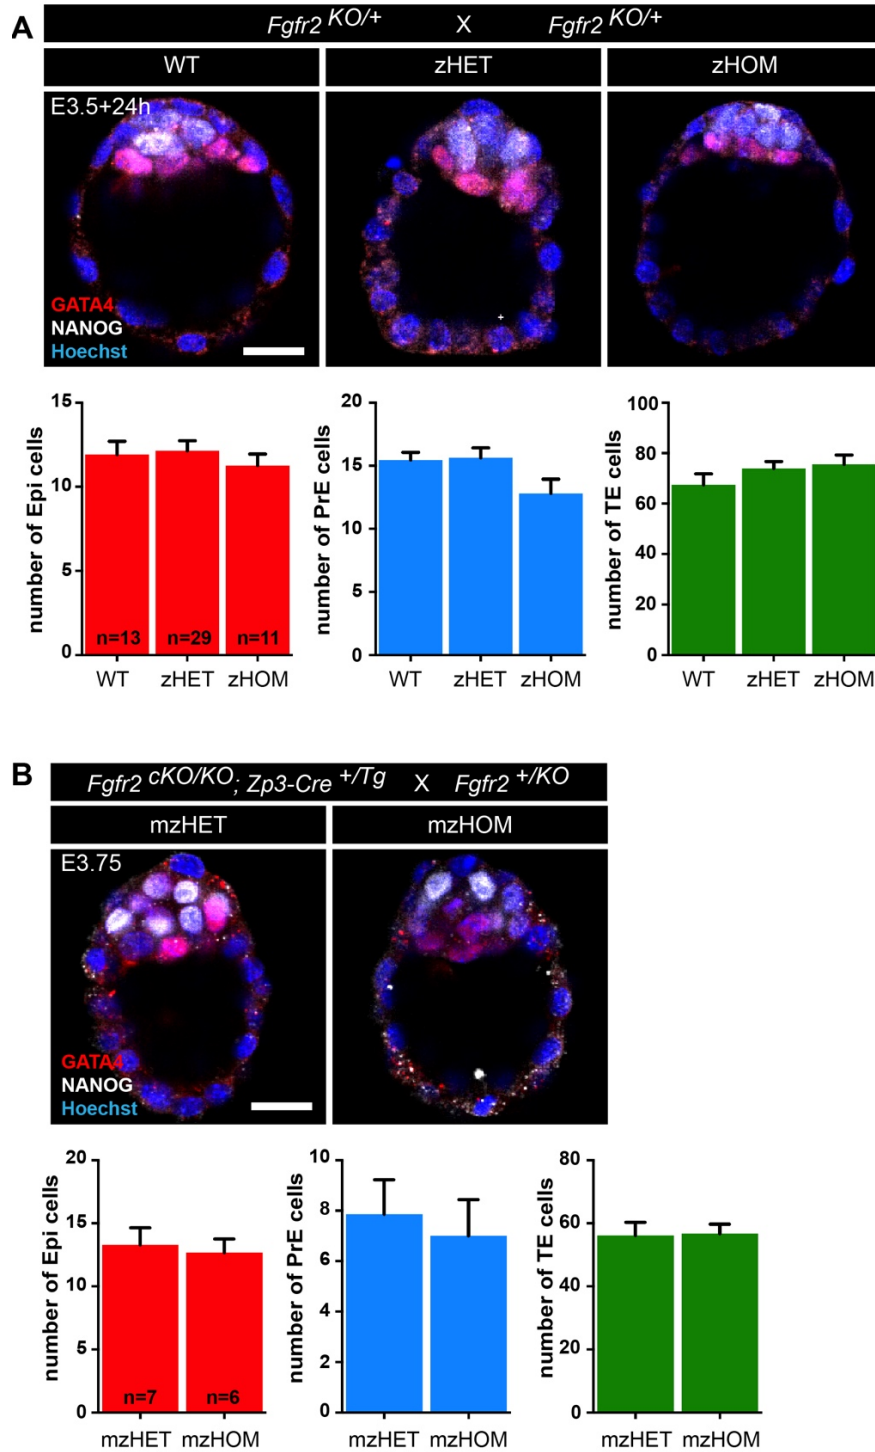 A
Fgfr2 KO/+ X Fgfr2 KO/+
WT zHET zHOM
E3.5+24h
GATA4
NANOG
Hoechst
number of Epi cells
15
10
5
0
n=13 n=29 n=11
WT zHET zHOM
number of PrE cells
20
15
10
5
0
WT zHET zHOM
number of TE cells
100
80
60
40
20
0
WT zHET zHOM
B
Fgfr2 cKO/KO; Zp3-Cre +/Tg X Fgfr2 +/KO
mzHET mzHOM
E3.75
GATA4
NANOG
Hoechst
number of Epi cells
20
15
10
5
0
n=7 n=6
mzHET mzHOM
number of PrE cells
10
8
6
4
2
0
mzHET mzHOM
number of TE cells
80
60
40
20
0
mzHET mzHOM